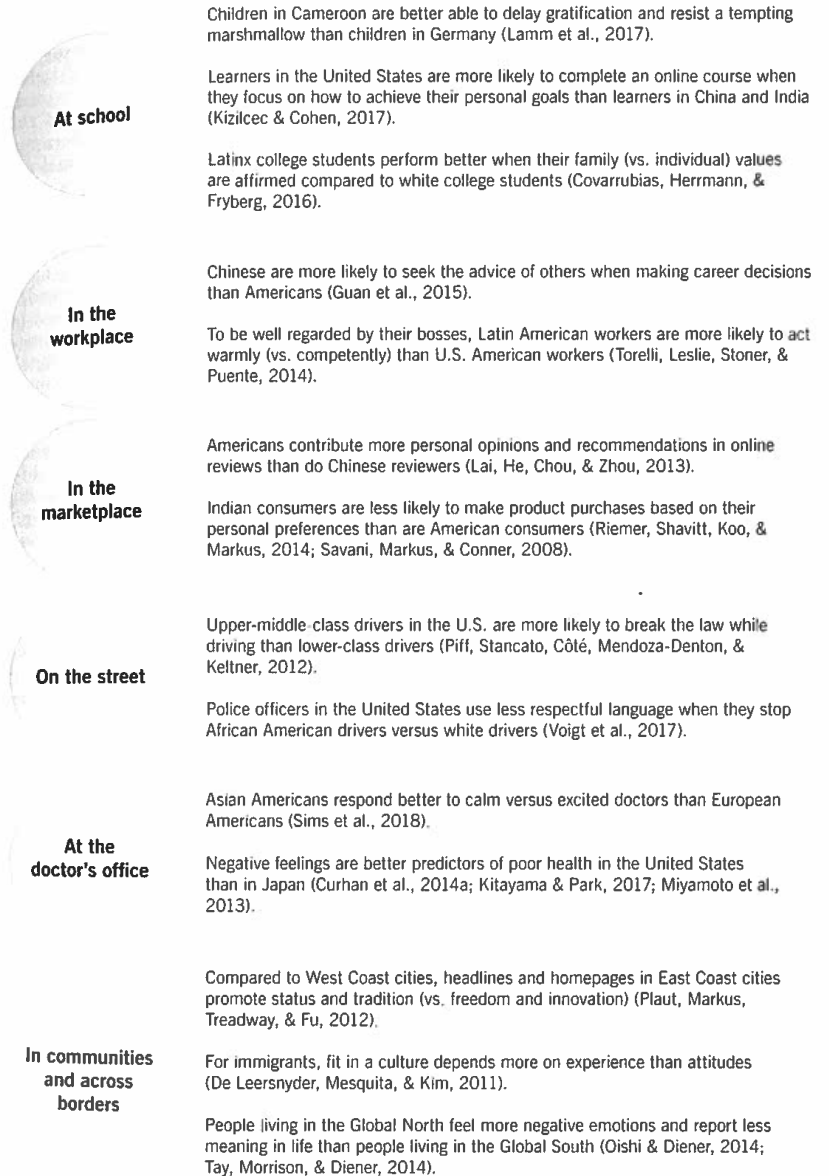 Children in Cameroon are better able to delay gratification and resist a tempting
marshmallow than children in Germany (Lamm et al., 2017).
At school
Learners in the United States are more likely to complete an online course when
they focus on how to achieve their personal goals than learners in China and India
(Kizilcec & Cohen, 2017).
Latinx college students perform better when their family (vs. individual) values
are affirmed compared to white college students (Covarrubias, Herrmann, &
Fryberg, 2016).
In the
workplace
Chinese are more likely to seek the advice of others when making career decisions
than Americans (Guan et al., 2015).
To be well regarded by their bosses, Latin American workers are more likely to act
warmly (vs. competently) than U.S. American workers (Torelli, Leslie, Stoner, &
Puente, 2014).
In the
marketplace
Americans contribute more personal opinions and recommendations in online
reviews than do Chinese reviewers (Lai, He, Chou, & Zhou, 2013).
Indian consumers are less likely to make product purchases based on their
personal preferences than are American consumers (Riemer, Shavitt, Koo, &
Markus, 2014; Savani, Markus, & Conner, 2008).
On the street
Upper-middle-class drivers in the U.S. are more likely to break the law while
driving than lower-class drivers (Piff, Stancato, Côté, Mendoza-Denton, &
Keltner, 2012).
Police officers in the United States use less respectful language when they stop
African American drivers versus white drivers (Voigt et al., 2017).
At the
doctor's office
Asian Americans respond better to calm versus excited doctors than European
Americans (Sims et al., 2018).
Negative feelings are better predictors of poor health in the United States
than in Japan (Curhan et al., 2014a; Kitayama & Park, 2017; Miyamoto et al.,
2013).
In communities
and across
borders
Compared to West Coast cities, headlines and homepages in East Coast cities
promote status and tradition (vs. freedom and innovation) (Plaut, Markus,
Treadway, & Fu, 2012).
For immigrants, fit in a culture depends more on experience than attitudes
(De Leersnyder, Mesquita, & Kim, 2011).
People living in the Global North feel more negative emotions and report less
meaning in life than people living in the Global South (Oishi & Diener, 2014;
Tay, Morrison, & Diener, 2014).